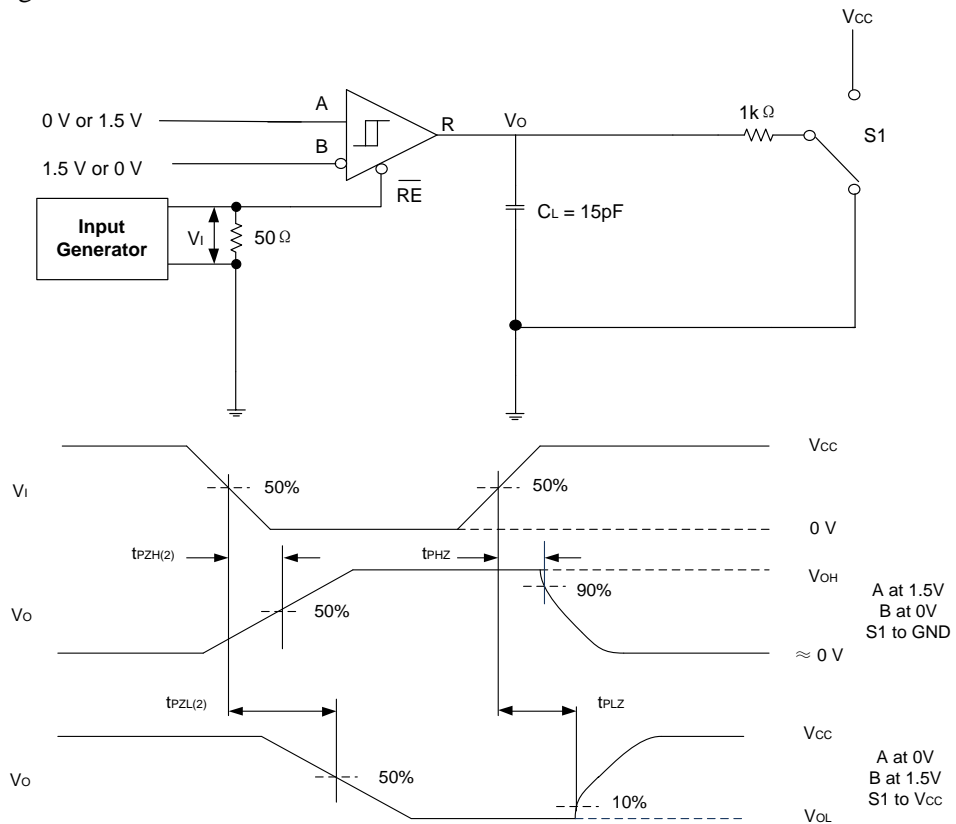 Vcc
1kΩ
S1
0 V or 1.5 V
A
R
Vo
1.5 V or 0 V
B
RE
CL = 15pF
Input
Generator
VI
50Ω
VI
50%
50%
Vcc
0 V
tPZH(2)
tPHZ
Vo
50%
90%
VOH
≈ 0 V
A at 1.5V
B at 0V
S1 to GND
tPZL(2)
tPLZ
Vo
50%
10%
Vcc
VOL
A at 0V
B at 1.5V
S1 to Vcc